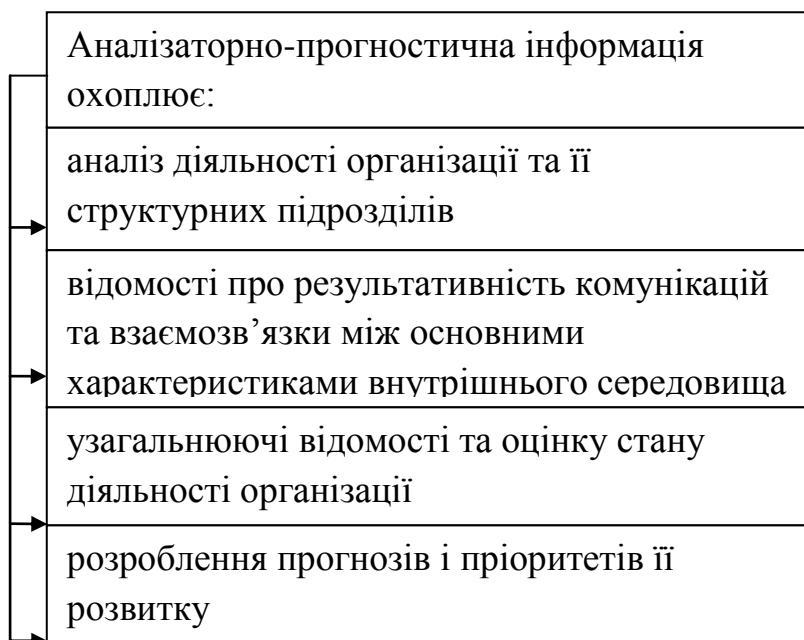 Аналізаторно-прогностична інформація
охоплює:
аналіз діяльності організації та її
структурних підрозділів
відомості про результативність комунікацій
та взаємозв’язки між основними
характеристиками внутрішнього середовища
узагальнюючі відомості та оцінку стану
діяльності організації
розроблення прогнозів і пріоритетів її
розвитку